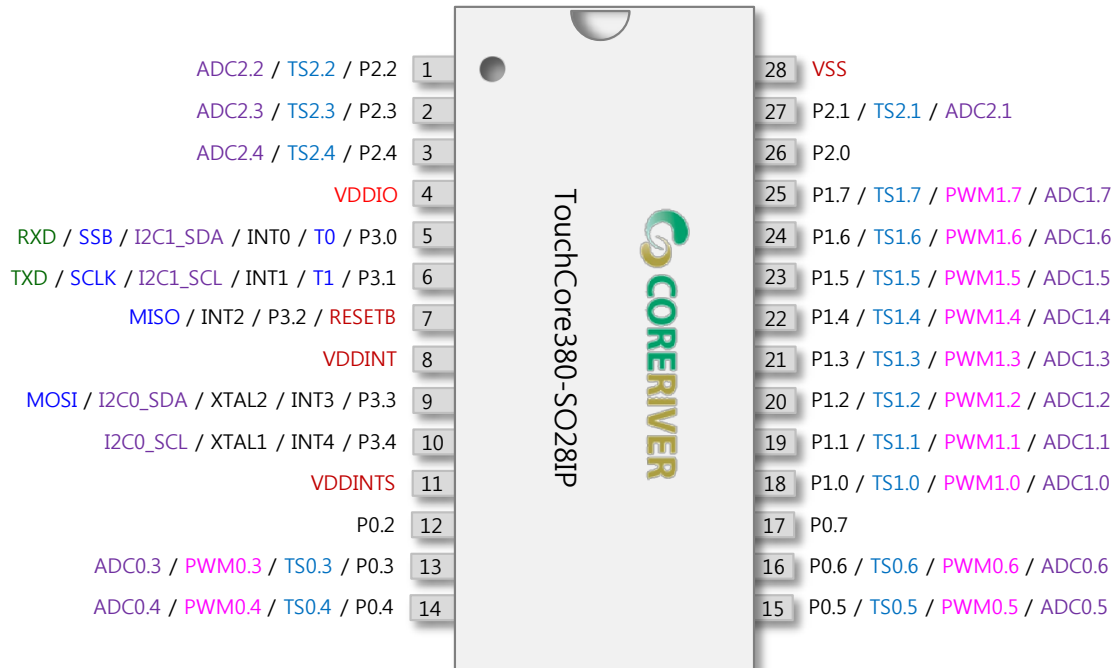 ADC2.2 / TS2.2 / P2.2 1
ADC2.3 / TS2.3 / P2.3 2
ADC2.4 / TS2.4 / P2.4 3
VDDIO 4
RXD / SSB / I2C1_SDA / INT0 / T0 / P3.0 5
TXD / SCLK / I2C1_SCL / INT1 / T1 / P3.1 6
MISO / INT2 / P3.2 / RESETB 7
VDDINT 8
MOSI / I2C0_SDA / XTAL2 / INT3 / P3.3 9
I2C0_SCL / XTAL1 / INT4 / P3.4 10
VDDINTS 11
P0.2 12
ADC0.3 / PWM0.3 / TS0.3 / P0.3 13
ADC0.4 / PWM0.4 / TS0.4 / P0.4 14
TouchCore380-SO28IP
CORERIVER
28 VSS
27 P2.1 / TS2.1 / ADC2.1
26 P2.0
25 P1.7 / TS1.7 / PWM1.7 / ADC1.7
24 P1.6 / TS1.6 / PWM1.6 / ADC1.6
23 P1.5 / TS1.5 / PWM1.5 / ADC1.5
22 P1.4 / TS1.4 / PWM1.4 / ADC1.4
21 P1.3 / TS1.3 / PWM1.3 / ADC1.3
20 P1.2 / TS1.2 / PWM1.2 / ADC1.2
19 P1.1 / TS1.1 / PWM1.1 / ADC1.1
18 P1.0 / TS1.0 / PWM1.0 / ADC1.0
17 P0.7
16 P0.6 / TS0.6 / PWM0.6 / ADC0.6
15 P0.5 / TS0.5 / PWM0.5 / ADC0.5